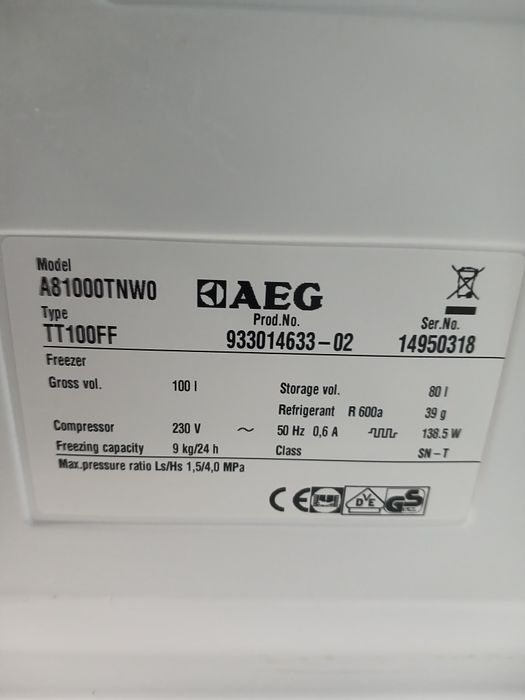 Model
A81000TNW0
AEG
Type
TT100FF
Prod.No.
933014633-02
Ser.No.
14950318
Freezer
Gross vol. 100 l
Storage vol. 80 l
Refrigerant R 600a 39 g
Compressor 230 V ~ 50 Hz 0,6 A 138.5 W
Freezing capacity 9 kg/24 h
Class SN-T
Max.pressure ratio Ls/Hs 1,5/4,0 MPa
CE DVE GS